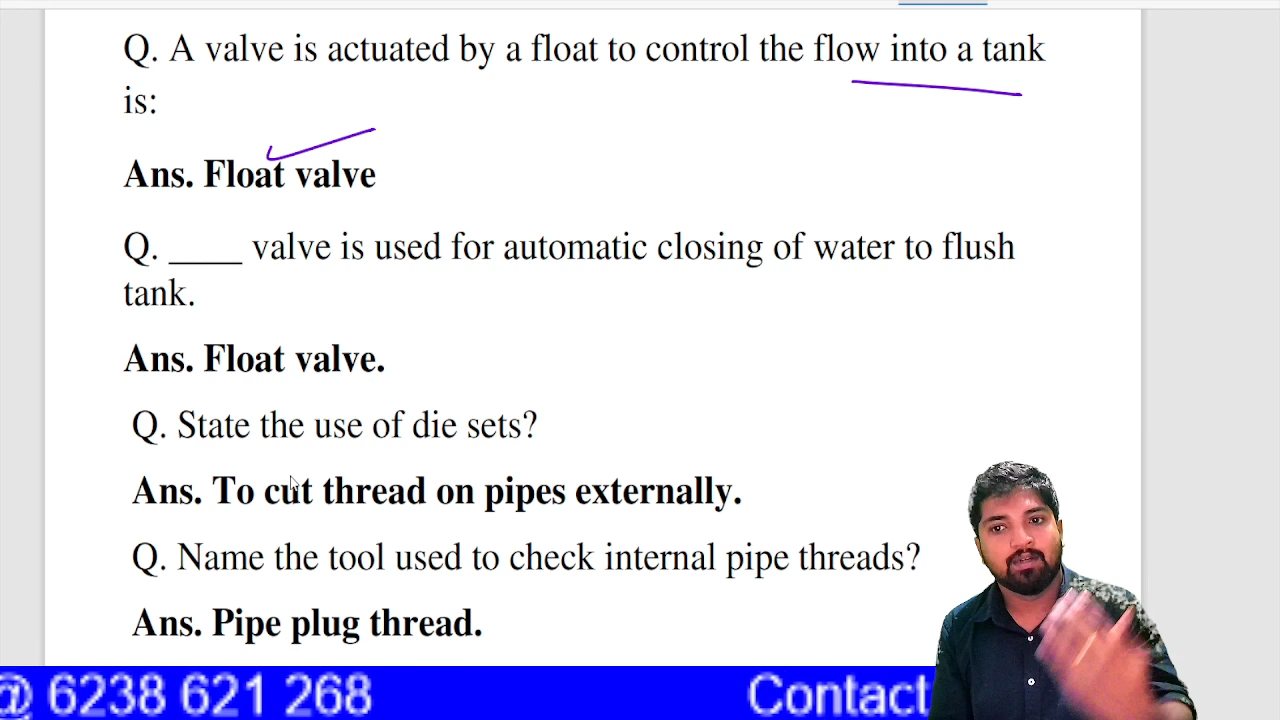 Q. A valve is actuated by a float to control the flow into a tank
is:
Ans. Float valve
Q. ____ valve is used for automatic closing of water to flush
tank.
Ans. Float valve.
Q. State the use of die sets?
Ans. To cut thread on pipes externally.
Q. Name the tool used to check internal pipe threads?
Ans. Pipe plug thread.
@ 6238 621 268 Contact